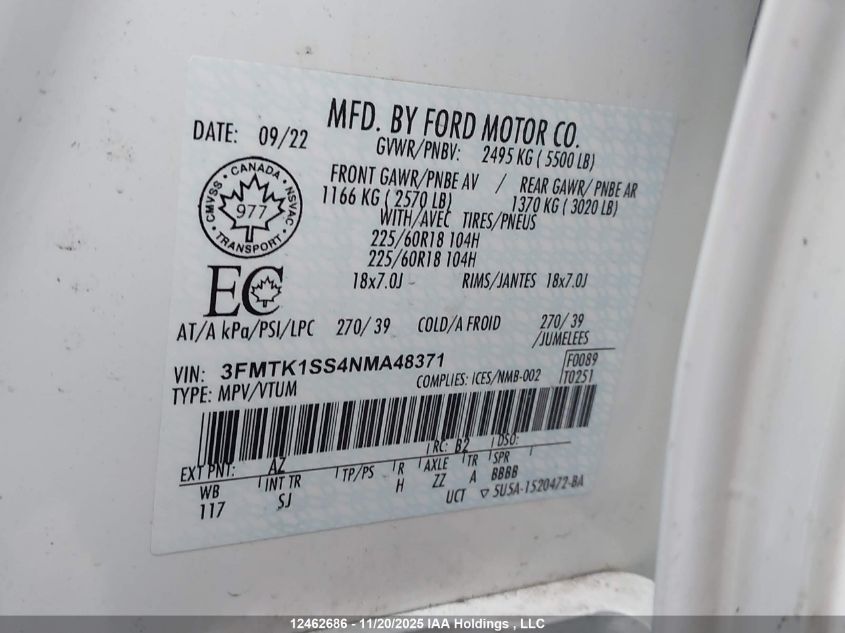 MFD. BY FORD MOTOR CO.
DATE: 09/22
GVWR/PNBV: 2495 KG ( 5500 LB)
FRONT GAWR/PNBE AV / REAR GAWR/ PNBE AR
1166 KG ( 2570 LB) 1370 KG ( 3020 LB)
WITH/AVEC TIRES/PNEUS
225/60R18 104H
225/60R18 104H
18x7.0J RIMS/JANTES 18x7.0J
CMVSS • CANADA • NSVAC • TRANSPORT •
977
EC
AT/A kPa/PSI/LPC 270/ 39 COLD/A FROID 270/ 39
/JUMELEES
VIN: 3FMTK1SS4NMA48371 F0089
TYPE: MPV/VTUM COMPLIES: ICES/NMB-002 T0251
RC: B2 DSO:
EXT PNT: AZ
WB INT TR TP/PS R AXLE TR SPR
117 SJ H ZZ A BBBB
UCT ▽ 5U5A-1520472-BA
12462686 - 11/20/2025 IAA Holdings , LLC